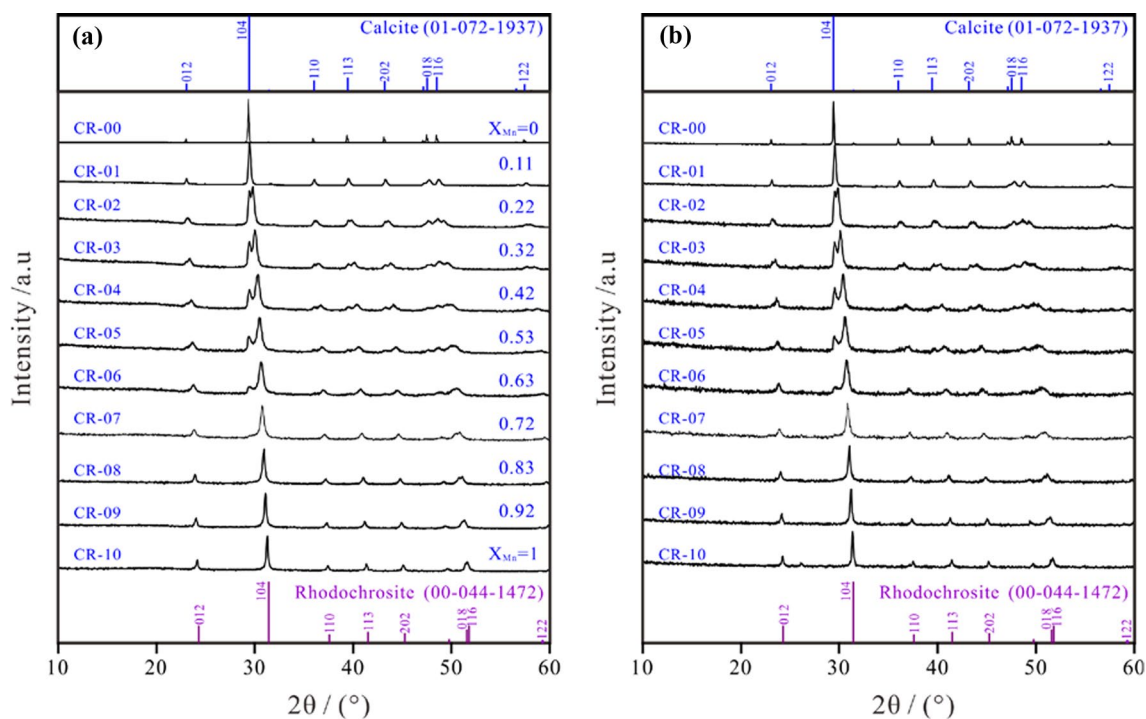 (a)
Calcite (01-072-1937)
104
012
110
113
202
018
116
122
CR-00
X_Mn=0
CR-01
0.11
CR-02
0.22
CR-03
0.32
CR-04
0.42
CR-05
0.53
CR-06
0.63
CR-07
0.72
CR-08
0.83
CR-09
0.92
CR-10
X_Mn=1
Rhodochrosite (00-044-1472)
012
104
110
113
202
018
116
122
10 20 30 40 50 60
2θ / (°)
Intensity /a.u
(b)
Calcite (01-072-1937)
104
012
110
113
202
018
116
122
CR-00
CR-01
CR-02
CR-03
CR-04
CR-05
CR-06
CR-07
CR-08
CR-09
CR-10
Rhodochrosite (00-044-1472)
012
104
110
113
202
018
116
122
10 20 30 40 50 60
2θ / (°)
Intensity /a.u